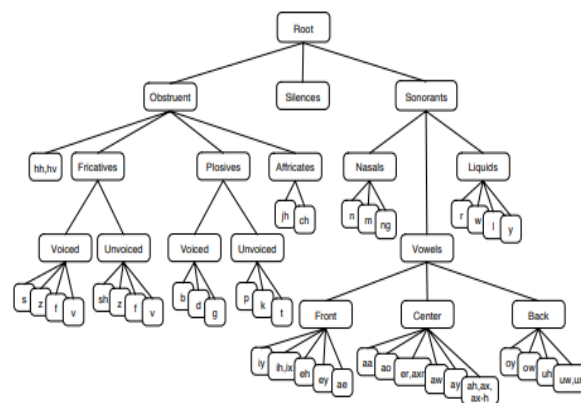 Root
Obstruent Silences Sonorants
hh,hv Fricatives Plosives Affricates Nasals Liquids
jh ch n m ng r w l y
Voiced Unvoiced Voiced Unvoiced Vowels
s z f v sh z f v b d g p k t
Front Center Back
iy ih,ix eh ey ae aa ao er,axr aw ay ah,ax, ax-h oy ow uh uw,ux